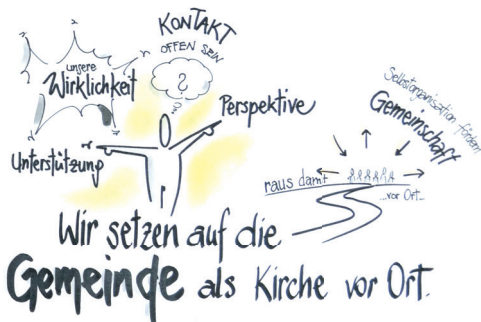 KONTAKT
OFFEN SEIN
unsere
Wirklichkeit
?
Perspektive
Unterstützung
Selbstorganisation fördern
Gemeinschaft
raus damit
...vor Ort...
Wir setzen auf die
Gemeinde als Kirche vor Ort.